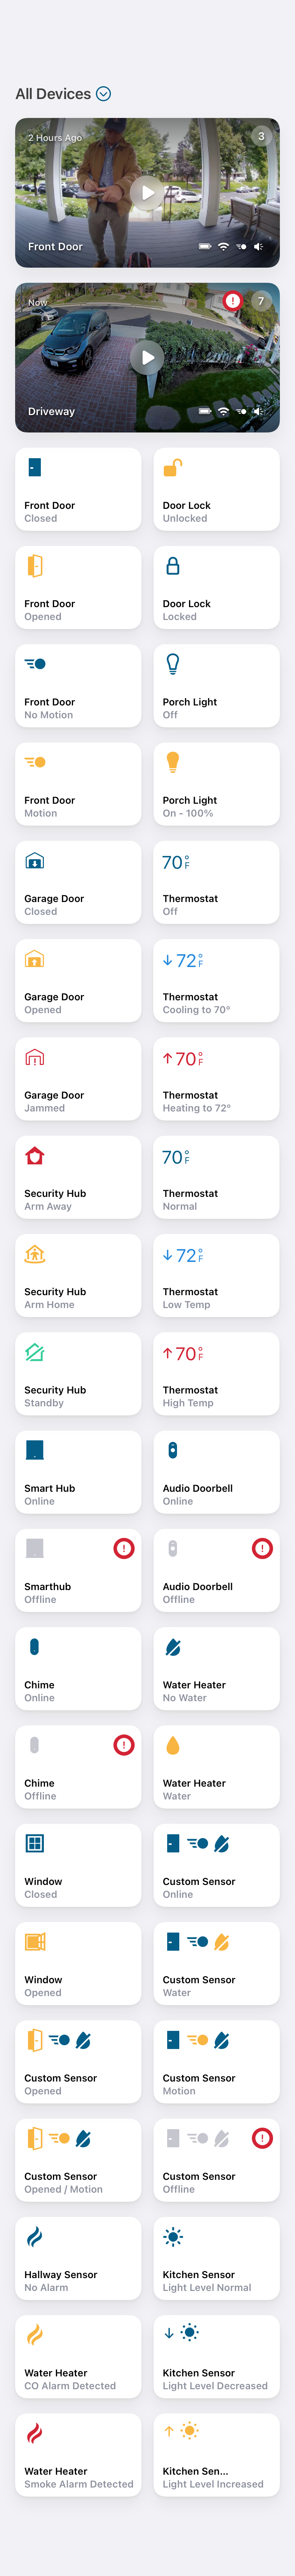 All Devices
2 Hours Ago
3
Front Door
Now
7
Driveway
Front Door
Closed
Door Lock
Unlocked
Front Door
Opened
Door Lock
Locked
Front Door
No Motion
Porch Light
Off
Front Door
Motion
Porch Light
On - 100%
Garage Door
Closed
70°F
Thermostat
Off
Garage Door
Opened
↓72°F
Thermostat
Cooling to 70°
Garage Door
Jammed
↑70°F
Thermostat
Heating to 72°
Security Hub
Arm Away
70°F
Thermostat
Normal
Security Hub
Arm Home
↓72°F
Thermostat
Low Temp
Security Hub
Standby
↑70°F
Thermostat
High Temp
Smart Hub
Online
Audio Doorbell
Online
Smarthub
Offline
Audio Doorbell
Offline
Chime
Online
Water Heater
No Water
Chime
Offline
Water Heater
Water
Window
Closed
Custom Sensor
Online
Window
Opened
Custom Sensor
Water
Custom Sensor
Opened
Custom Sensor
Motion
Custom Sensor
Opened / Motion
Custom Sensor
Offline
Hallway Sensor
No Alarm
Kitchen Sensor
Light Level Normal
Water Heater
CO Alarm Detected
Kitchen Sensor
Light Level Decreased
Water Heater
Smoke Alarm Detected
Kitchen Sen...
Light Level Increased